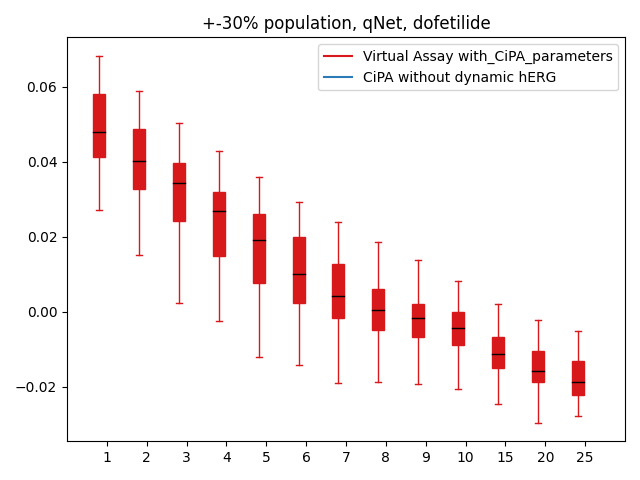 +-30% population, qNet, dofetilide
Virtual Assay with_CiPA_parameters
CiPA without dynamic hERG
0.06
0.04
0.02
0.00
−0.02
1 2 3 4 5 6 7 8 9 10 15 20 25